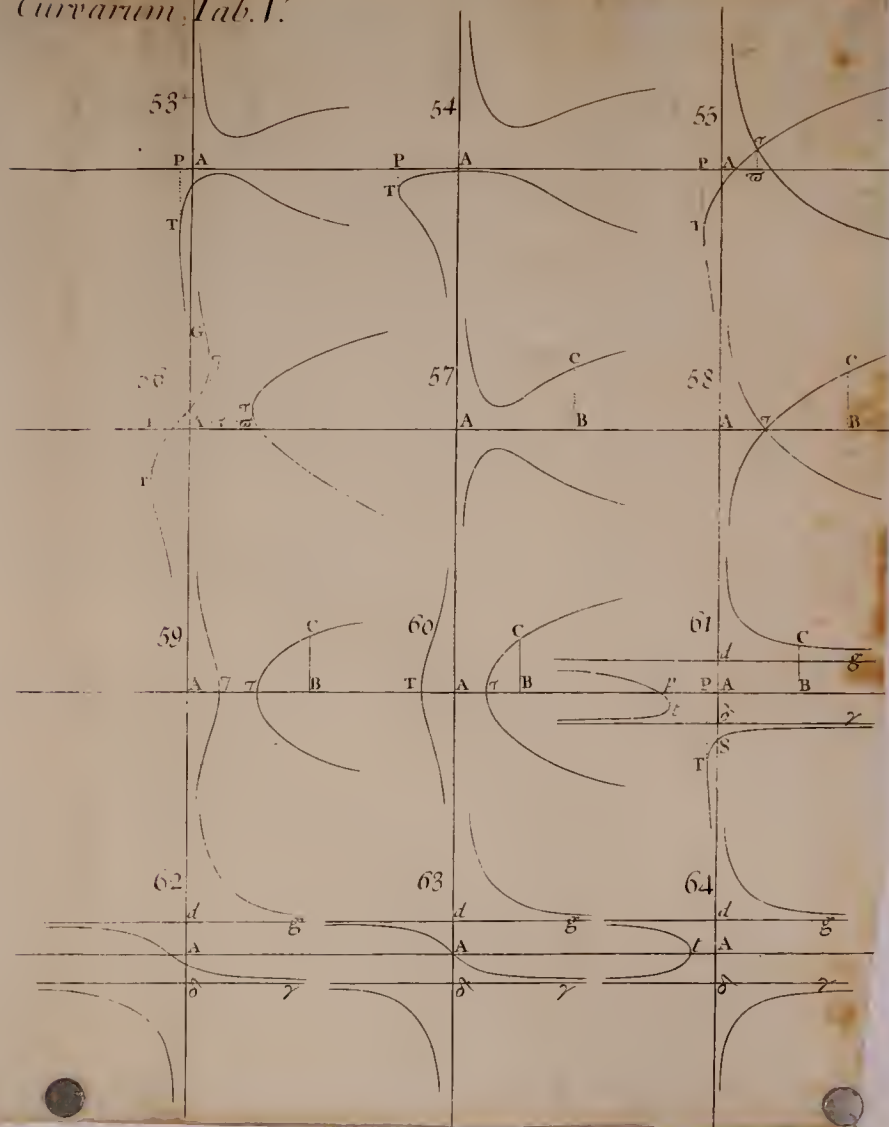 Curvarum, Tab. V.
53
54
55
P A
P
A
P A
T
T
ϖ
G
57
58
C
C
A
B
A
B
59
60
61
C
C
C
d
g
A
B
T
A
B
P
A
B
δ
γ
S
T
62
63
64
d
g
d
g
d
g
A
A
t A
δ
γ
δ
γ
δ
γ